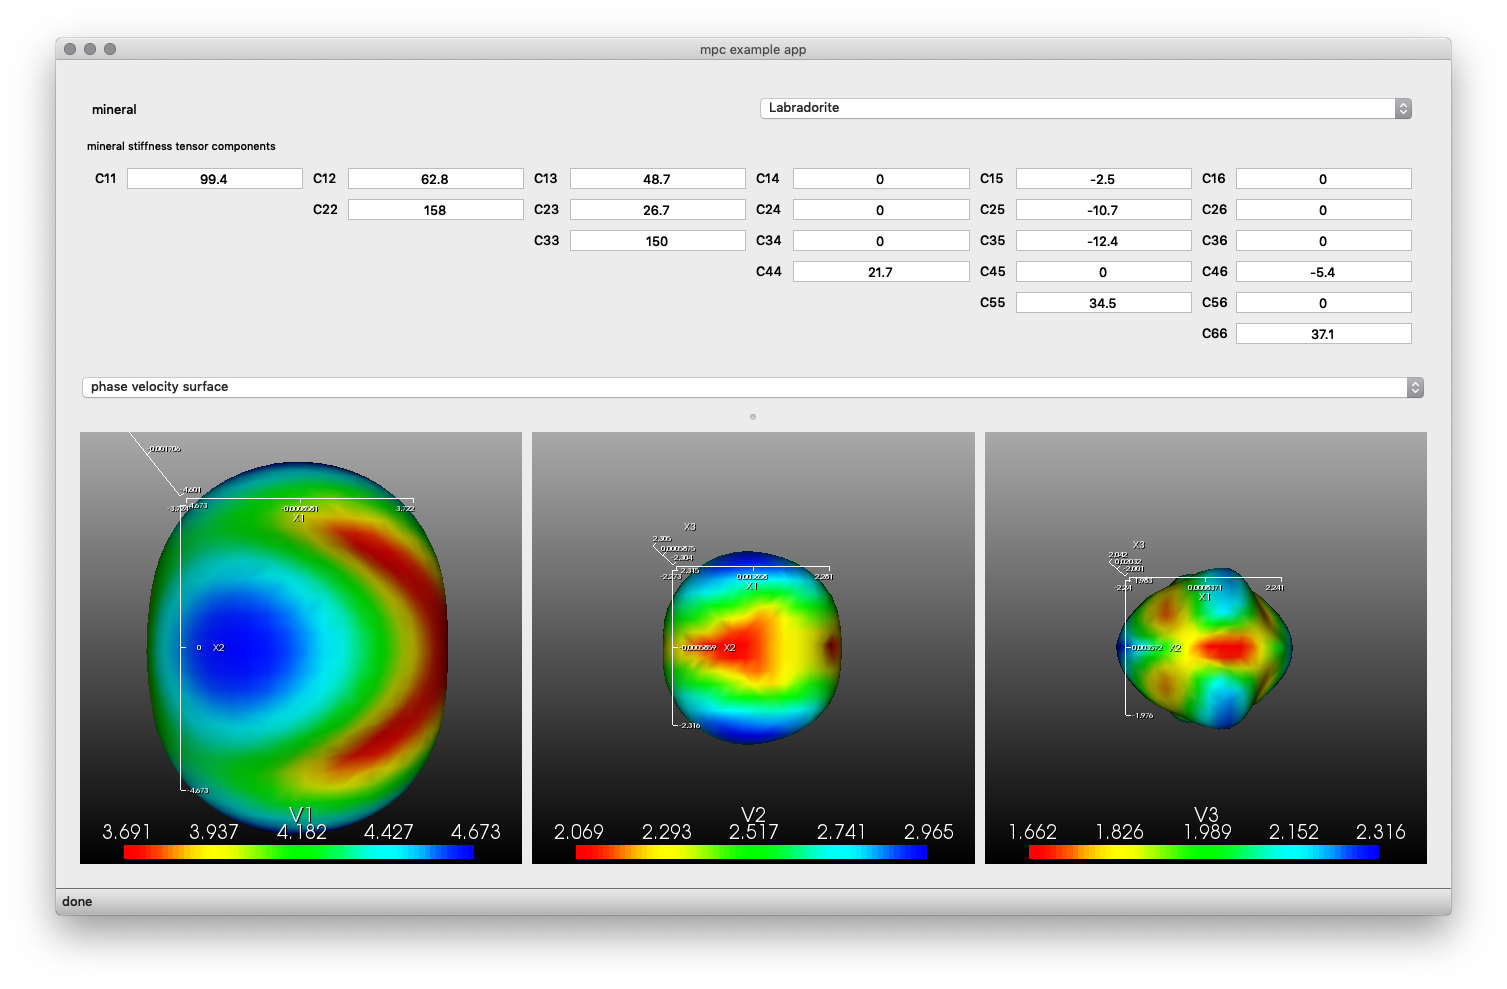 mpc example app
mineral
Labradorite
mineral stiffness tensor components
C11 99.4 C12 62.8 C13 48.7 C14 0 C15 -2.5 C16 0
C22 158 C23 26.7 C24 0 C25 -10.7 C26 0
C33 150 C34 0 C35 -12.4 C36 0
C44 21.7 C45 0 C46 -5.4
C55 34.5 C56 0
C66 37.1
phase velocity surface
-0.001706
-4.601
-4.673
-0.0008581 3.722
X1
0 X2
-4.673
V1
3.691 3.937 4.182 4.427 4.673
X3
2.305
0.0005875
-2.304
2.315
-2.273 0.003858 2.281
X1
-0.0005859 X2
-2.316
V2
2.069 2.293 2.517 2.741 2.965
X3
2.042
0.02032
-2.001
1.983
-2.24 0.0008371 2.241
X1
0.003572 X2
-1.976
V3
1.662 1.826 1.989 2.152 2.316
done